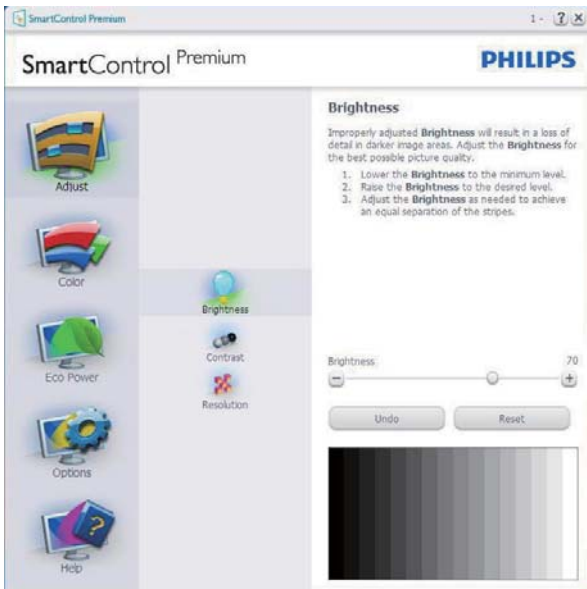 SmartControl Premium
1 - ? X
SmartControl Premium
PHILIPS
Adjust
Color
Eco Power
Options
Help
Brightness
Contrast
Resolution
Brightness
Improperly adjusted Brightness will result in a loss of
detail in darker image areas. Adjust the Brightness for
the best possible picture quality.
1. Lower the Brightness to the minimum level.
2. Raise the Brightness to the desired level.
3. Adjust the Brightness as needed to achieve
an equal separation of the stripes.
Brightness 70
- +
Undo Reset